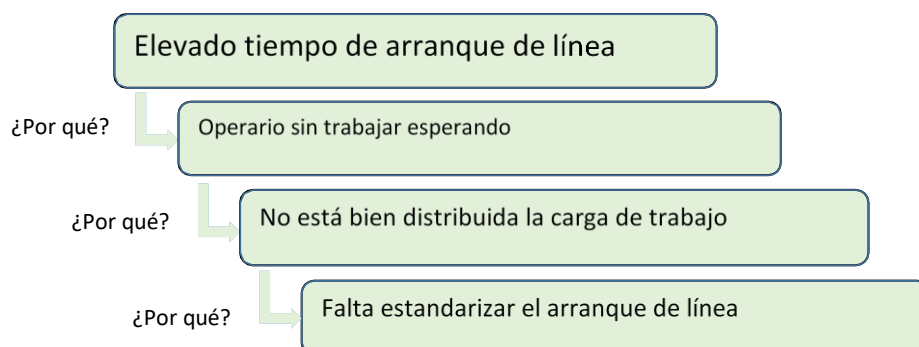 Elevado tiempo de arranque de línea
¿Por qué?
Operario sin trabajar esperando
¿Por qué?
No está bien distribuida la carga de trabajo
¿Por qué?
Falta estandarizar el arranque de línea